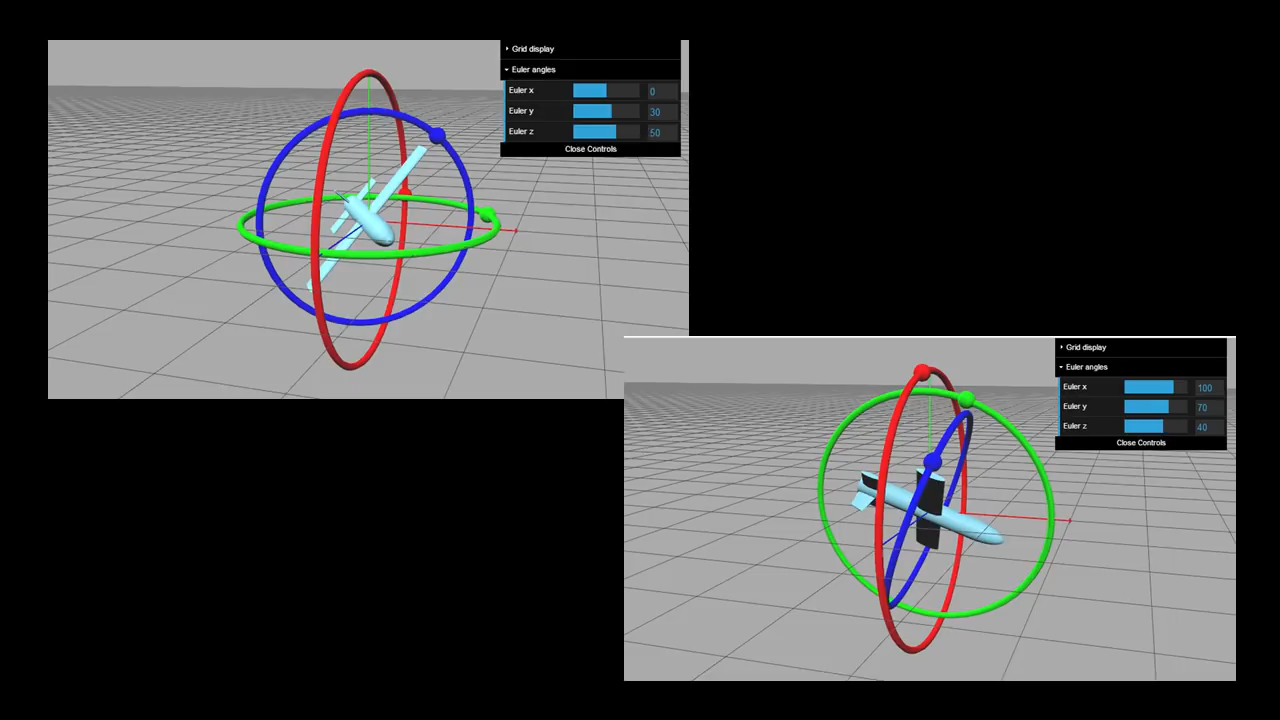 Grid display
Euler angles
Euler x 0
Euler y 30
Euler z 50
Close Controls
Grid display
Euler angles
Euler x 100
Euler y 70
Euler z 40
Close Controls